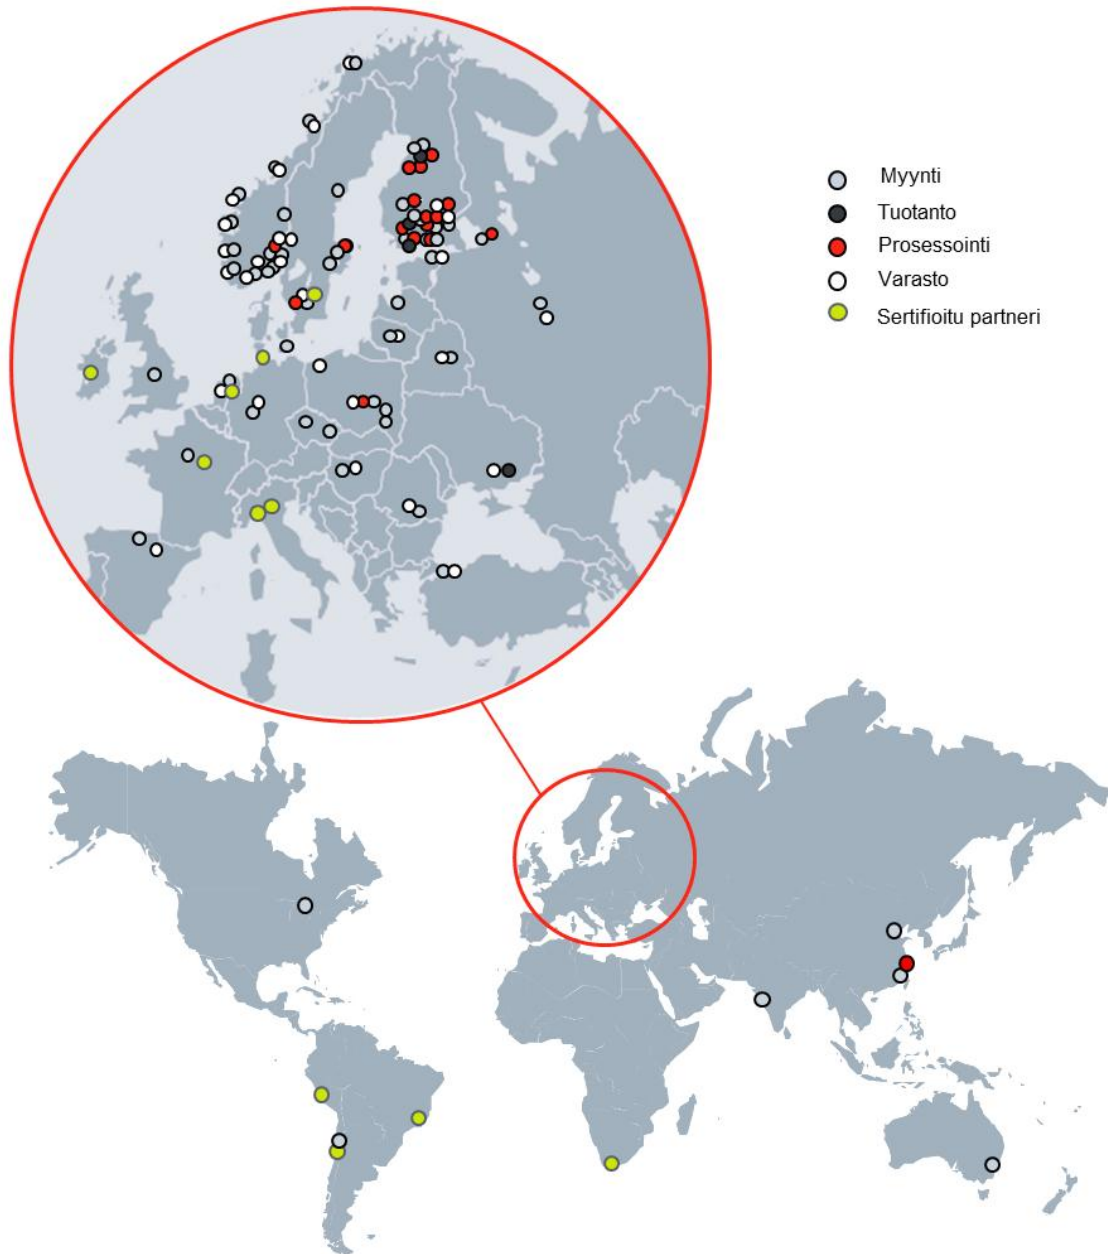 Myynti
Tuotanto
Prosessointi
Varasto
Sertifioitu partneri